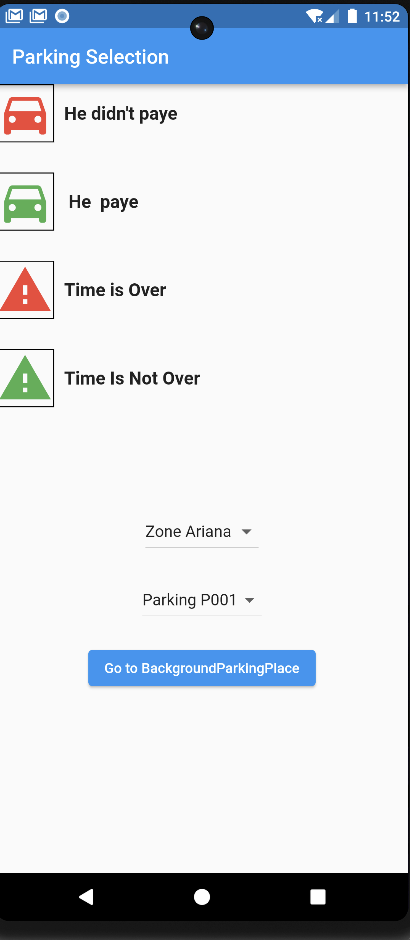 11:52
Parking Selection
He didn't paye
He paye
Time is Over
Time Is Not Over
Zone Ariana
Parking P001
Go to BackgroundParkingPlace